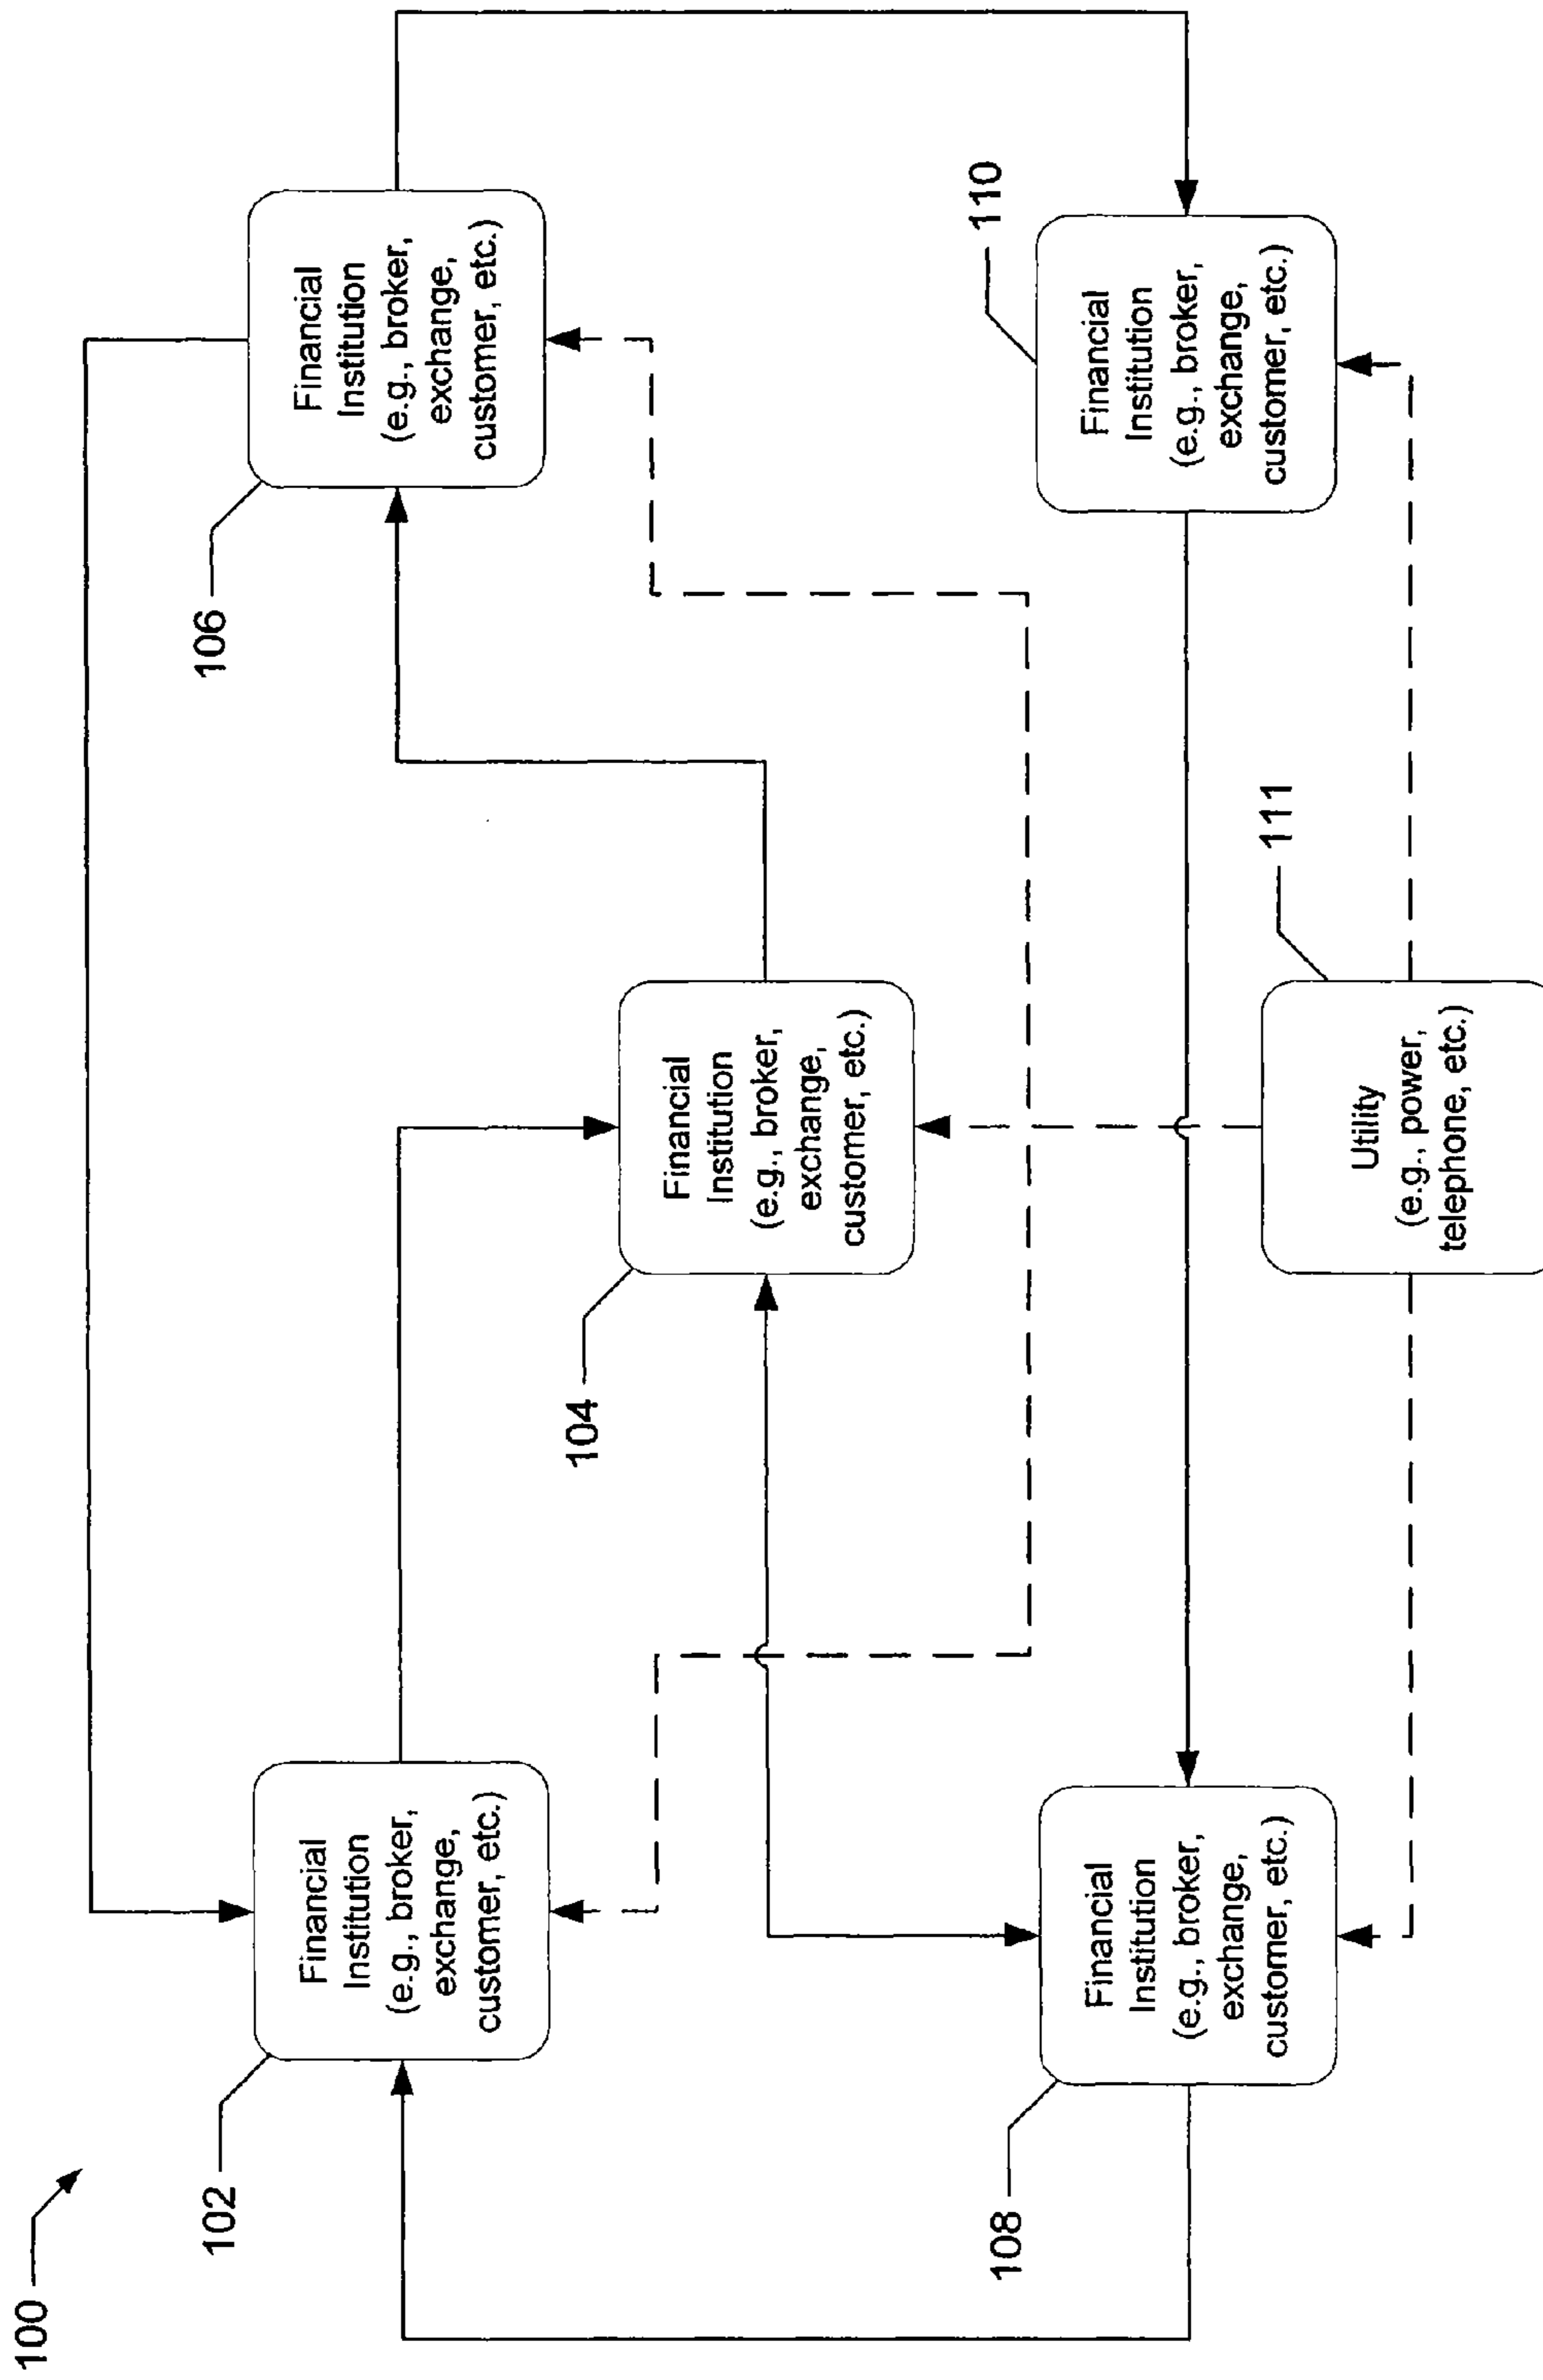 100
102
Financial
Institution
(e.g., broker,
exchange,
customer, etc.)
106
Financial
Institution
(e.g., broker,
exchange,
customer, etc.)
104
Financial
Institution
(e.g., broker,
exchange,
customer, etc.)
108
Financial
Institution
(e.g., broker,
exchange,
customer, etc.)
110
Financial
Institution
(e.g., broker,
exchange,
customer, etc.)
111
Utility
(e.g., power,
telephone, etc.)